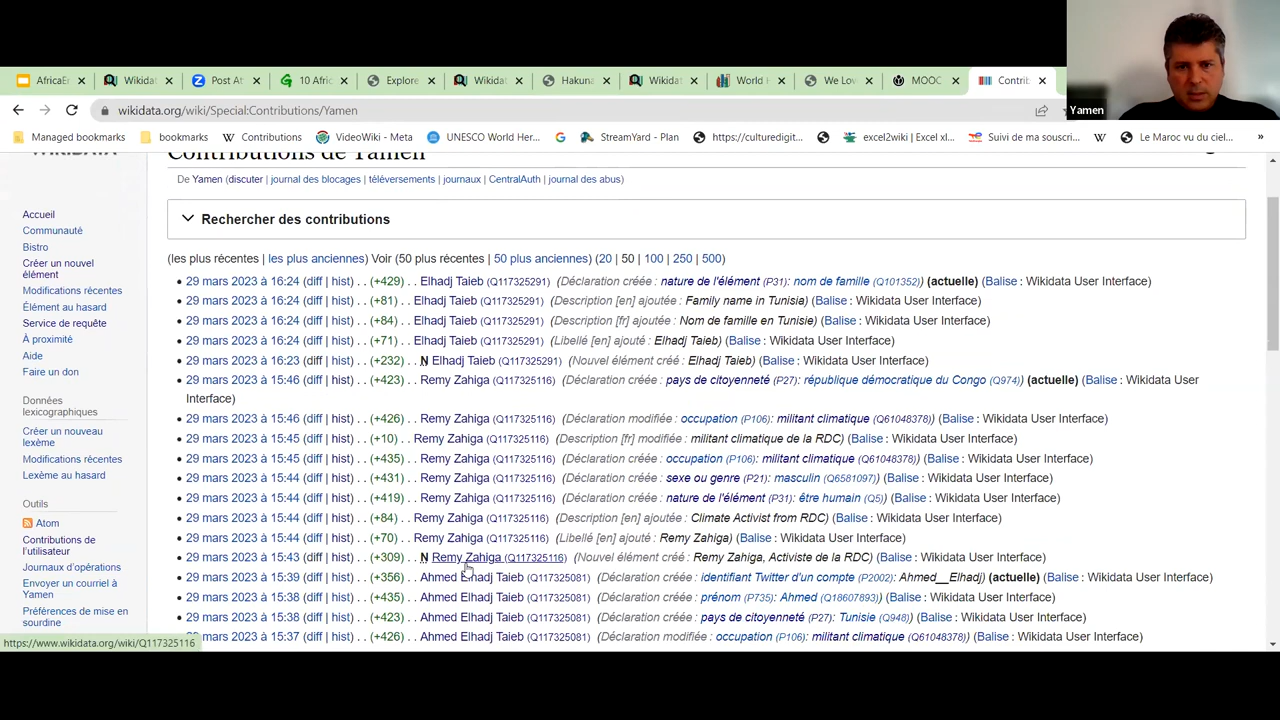 Yamen
AfricaEn
Wikidat
Post At
10 Afric
Explore
Wikidat
Hakuna
Wikidat
World H
We Lov
MOOC
Contrib
wikidata.org/wiki/Special:Contributions/Yamen
Managed bookmarks
bookmarks
Contributions
VideoWiki - Meta
UNESCO World Her...
StreamYard - Plan
https://culturedigit...
excel2wiki | Excel xl...
Suivi de ma souscri...
Le Maroc vu du ciel...
»
WIKIDATA
Contributions de Yamen
De Yamen (discuter | journal des blocages | téléversements | journaux | CentralAuth | journal des abus)
Rechercher des contributions
(les plus récentes | les plus anciennes) Voir (50 plus récentes | 50 plus anciennes) (20 | 50 | 100 | 250 | 500)
• 29 mars 2023 à 16:24 (diff | hist) . . (+429) . . Elhadj Taieb (Q117325291) (Déclaration créée : nature de l'élément (P31): nom de famille (Q101352)) (actuelle) (Balise : Wikidata User Interface)
• 29 mars 2023 à 16:24 (diff | hist) . . (+81) . . Elhadj Taieb (Q117325291) (Description [en] ajoutée : Family name in Tunisia) (Balise : Wikidata User Interface)
• 29 mars 2023 à 16:24 (diff | hist) . . (+84) . . Elhadj Taieb (Q117325291) (Description [fr] ajoutée : Nom de famille en Tunisie) (Balise : Wikidata User Interface)
• 29 mars 2023 à 16:24 (diff | hist) . . (+71) . . Elhadj Taieb (Q117325291) (Libellé [en] ajouté : Elhadj Taieb) (Balise : Wikidata User Interface)
• 29 mars 2023 à 16:23 (diff | hist) . . (+232) . . N Elhadj Taieb (Q117325291) (Nouvel élément créé : Elhadj Taieb) (Balise : Wikidata User Interface)
• 29 mars 2023 à 15:46 (diff | hist) . . (+423) . . Remy Zahiga (Q117325116) (Déclaration créée : pays de citoyenneté (P27): république démocratique du Congo (Q974)) (actuelle) (Balise : Wikidata User
Interface)
• 29 mars 2023 à 15:46 (diff | hist) . . (+426) . . Remy Zahiga (Q117325116) (Déclaration modifiée : occupation (P106): militant climatique (Q61048378)) (Balise : Wikidata User Interface)
• 29 mars 2023 à 15:45 (diff | hist) . . (+10) . . Remy Zahiga (Q117325116) (Description [fr] modifiée : militant climatique de la RDC) (Balise : Wikidata User Interface)
• 29 mars 2023 à 15:45 (diff | hist) . . (+435) . . Remy Zahiga (Q117325116) (Déclaration créée : occupation (P106): militant climatique (Q61048378)) (Balise : Wikidata User Interface)
• 29 mars 2023 à 15:44 (diff | hist) . . (+431) . . Remy Zahiga (Q117325116) (Déclaration créée : sexe ou genre (P21): masculin (Q6581097)) (Balise : Wikidata User Interface)
• 29 mars 2023 à 15:44 (diff | hist) . . (+419) . . Remy Zahiga (Q117325116) (Déclaration créée : nature de l'élément (P31): être humain (Q5)) (Balise : Wikidata User Interface)
• 29 mars 2023 à 15:44 (diff | hist) . . (+84) . . Remy Zahiga (Q117325116) (Description [en] ajoutée : Climate Activist from RDC) (Balise : Wikidata User Interface)
• 29 mars 2023 à 15:44 (diff | hist) . . (+70) . . Remy Zahiga (Q117325116) (Libellé [en] ajouté : Remy Zahiga) (Balise : Wikidata User Interface)
• 29 mars 2023 à 15:43 (diff | hist) . . (+309) . . N Remy Zahiga (Q117325116) (Nouvel élément créé : Remy Zahiga, Activiste de la RDC) (Balise : Wikidata User Interface)
• 29 mars 2023 à 15:39 (diff | hist) . . (+356) . . Ahmed Elhadj Taieb (Q117325081) (Déclaration créée : identifiant Twitter d'un compte (P2002): Ahmed__Elhadj) (actuelle) (Balise : Wikidata User Interface)
• 29 mars 2023 à 15:38 (diff | hist) . . (+435) . . Ahmed Elhadj Taieb (Q117325081) (Déclaration créée : prénom (P735): Ahmed (Q18607893)) (Balise : Wikidata User Interface)
• 29 mars 2023 à 15:38 (diff | hist) . . (+423) . . Ahmed Elhadj Taieb (Q117325081) (Déclaration créée : pays de citoyenneté (P27): Tunisie (Q948)) (Balise : Wikidata User Interface)
29 mars 2023 à 15:37 (diff | hist) . . (+426) . . Ahmed Elhadj Taieb (Q117325081) (Déclaration modifiée : occupation (P106): militant climatique (Q61048378)) (Balise : Wikidata User Interface)
Accueil
Communauté
Bistro
Créer un nouvel
élément
Modifications récentes
Élément au hasard
Service de requête
À proximité
Aide
Faire un don
Données
lexicographiques
Créer un nouveau
lexème
Modifications récentes
Lexème au hasard
Outils
Atom
Contributions de
l'utilisateur
Journaux d'opérations
Envoyer un courriel à
Yamen
Préférences de mise en
sourdine
https://www.wikidata.org/wiki/Q117325116